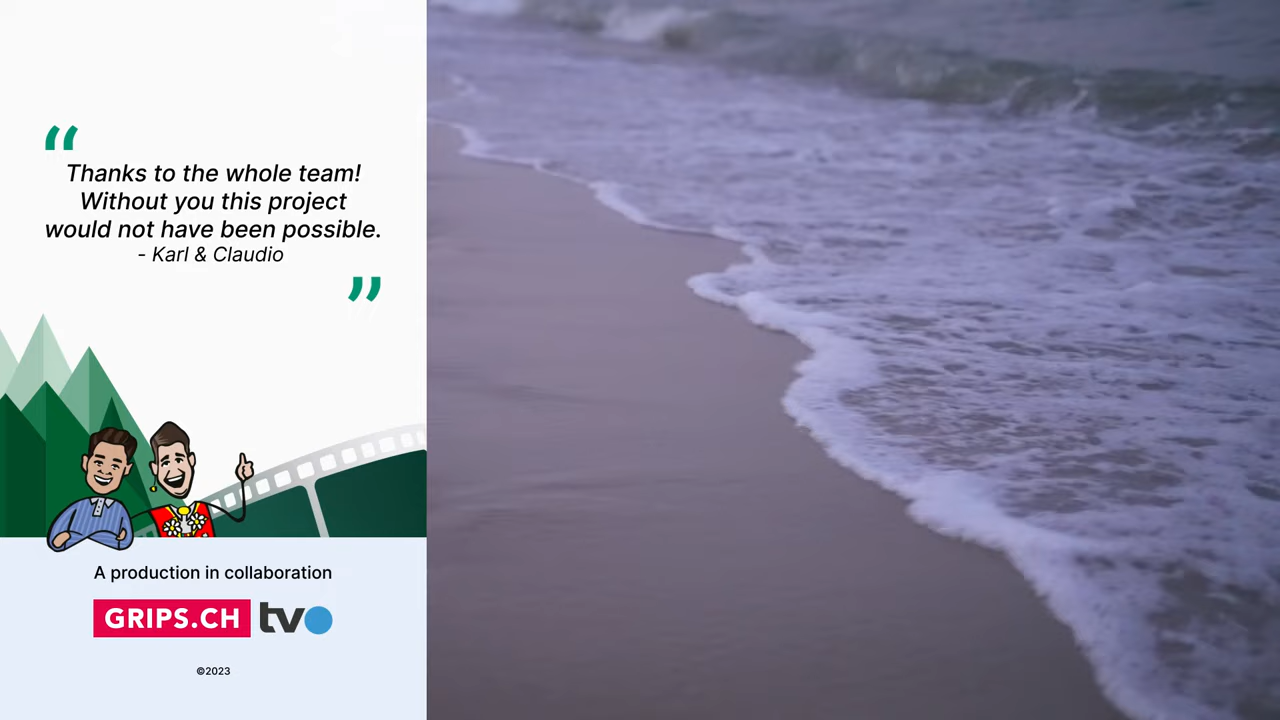 “
Thanks to the whole team!
Without you this project
would not have been possible.
- Karl & Claudio
”
A production in collaboration
GRIPS.CH tvo
©2023